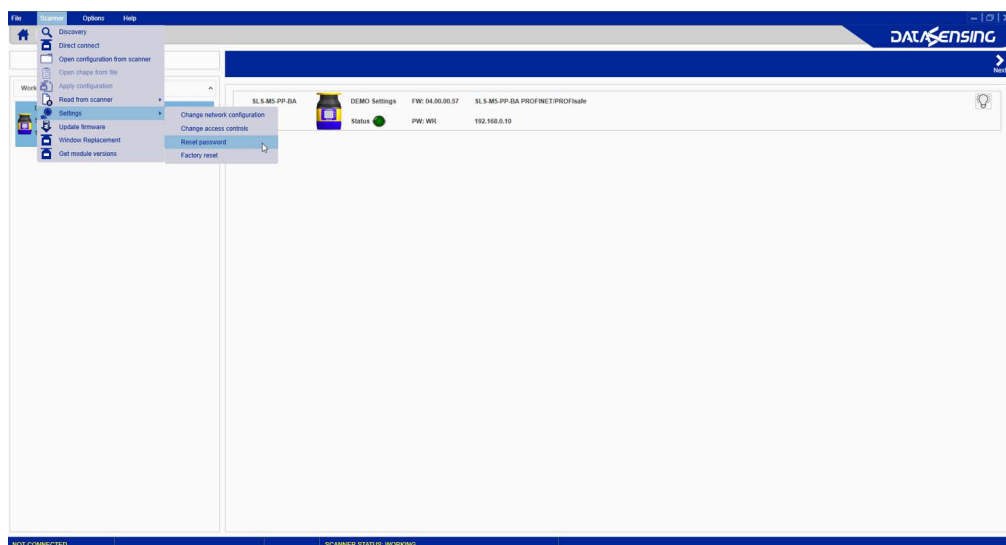 File Scanner Options Help
DATASENSING
Discovery
Direct connect
Open configuration from scanner
Open shape from file
Apply configuration
Read from scanner
Settings
Update firmware
Window Replacement
Get module versions
Change network configuration
Change access controls
Reset password
Factory reset
Work
Next
SLS-M5-PP-BA DEMO Settings FW: 04.00.00.57 SLS-M5-PP-BA PROFINET/PROFIsafe
Status PW: WR 192.168.0.10
NOT CONNECTED SCANNER STATUS: WORKING